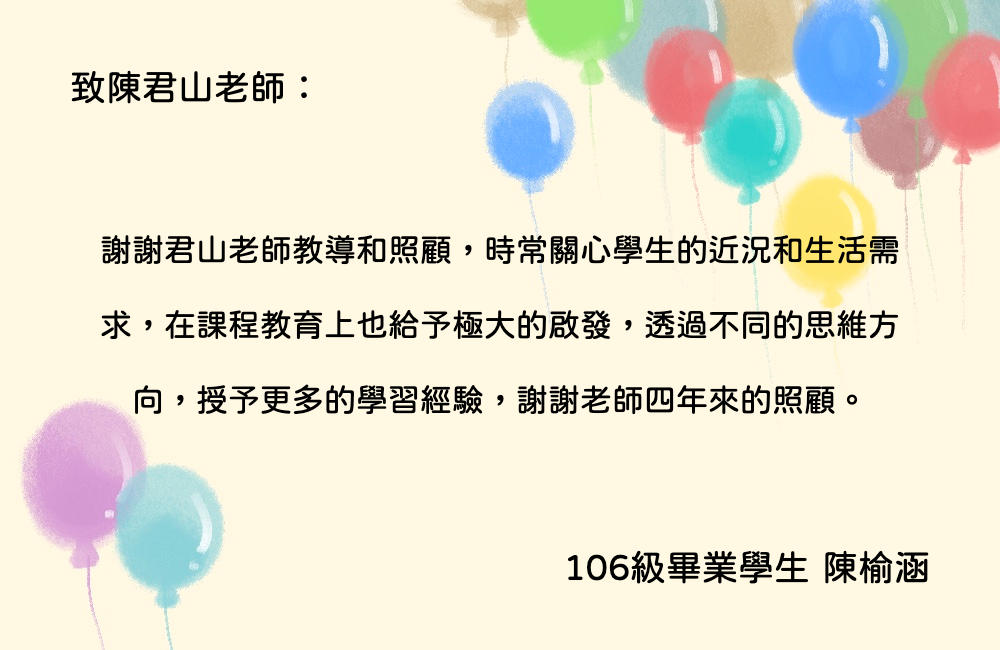 致陳君山老師：
謝謝君山老師教導和照顧，時常關心學生的近況和生活需
求，在課程教育上也給予極大的啟發，透過不同的思維方
向，授予更多的學習經驗，謝謝老師四年來的照顧。
106級畢業學生 陳榆涵